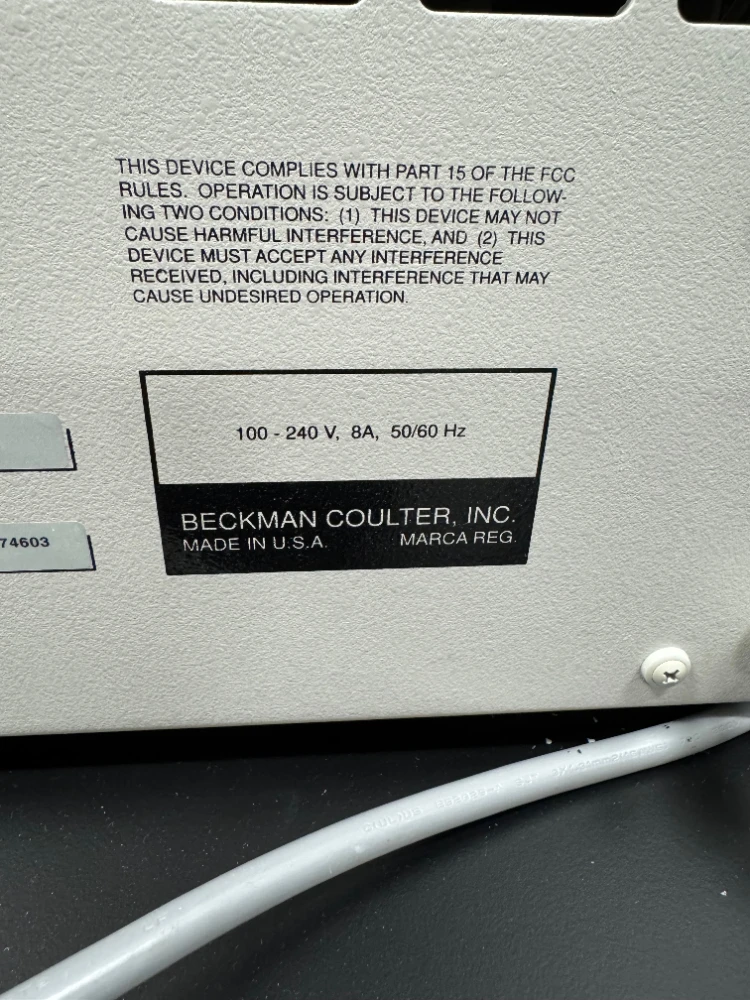 THIS DEVICE COMPLIES WITH PART 15 OF THE FCC
RULES. OPERATION IS SUBJECT TO THE FOLLOW-
ING TWO CONDITIONS: (1) THIS DEVICE MAY NOT
CAUSE HARMFUL INTERFERENCE, AND (2) THIS
DEVICE MUST ACCEPT ANY INTERFERENCE
RECEIVED, INCLUDING INTERFERENCE THAT MAY
CAUSE UNDESIRED OPERATION.
100 - 240 V, 8A, 50/60 Hz
74603
BECKMAN COULTER, INC.
MADE IN U.S.A. MARCA REG.